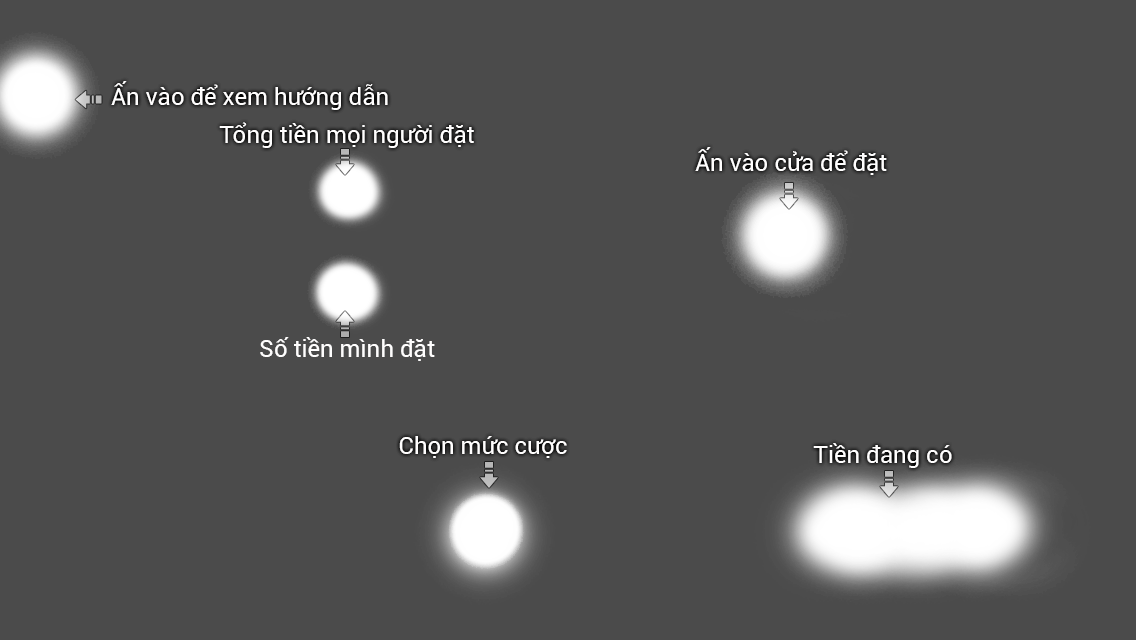 Ấn vào để xem hướng dẫn
Tổng tiền mọi người đặt
Ấn vào cửa để đặt
Số tiền mình đặt
Chọn mức cược
Tiền đang có